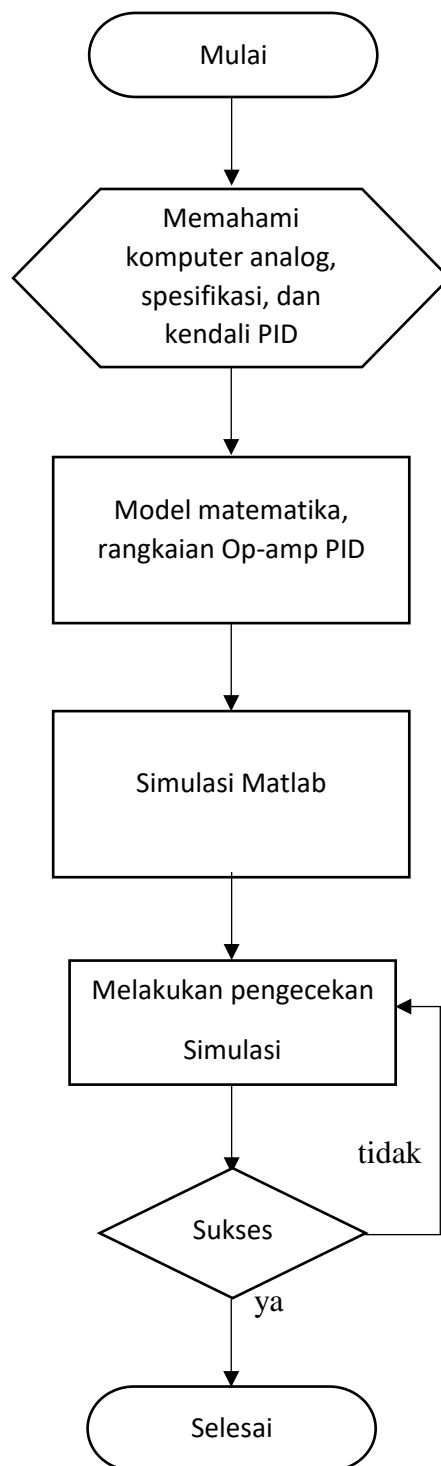 Mulai
Memahami
komputer analog,
spesifikasi, dan
kendali PID
Model matematika,
rangkaian Op-amp PID
Simulasi Matlab
Melakukan pengecekan
Simulasi
tidak
Sukses
ya
Selesai